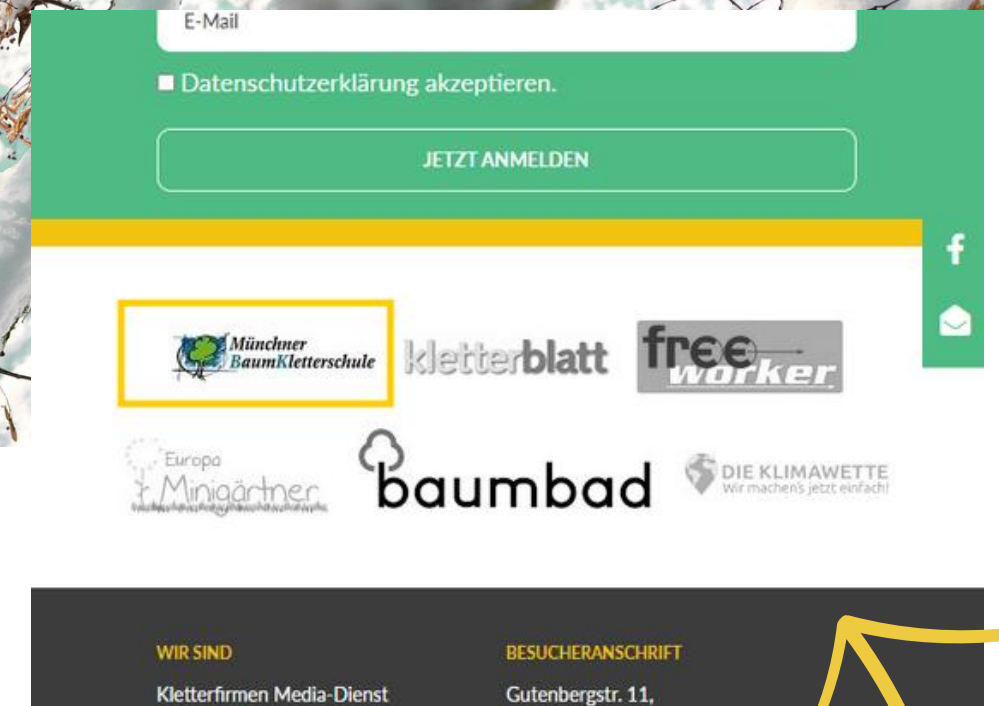 E-Mail
Datenschutzerklärung akzeptieren.
JETZT ANMELDEN
Münchner
BaumKletterschule
kletterblatt
free
worker
Europa
Minigärtner
baumbad
DIE KLIMAWETTE
Wir machen's jetzt einfach!
WIR SIND
Kletterfirmen Media-Dienst
BESUCHERANSCHRIFT
Gutenbergstr. 11,